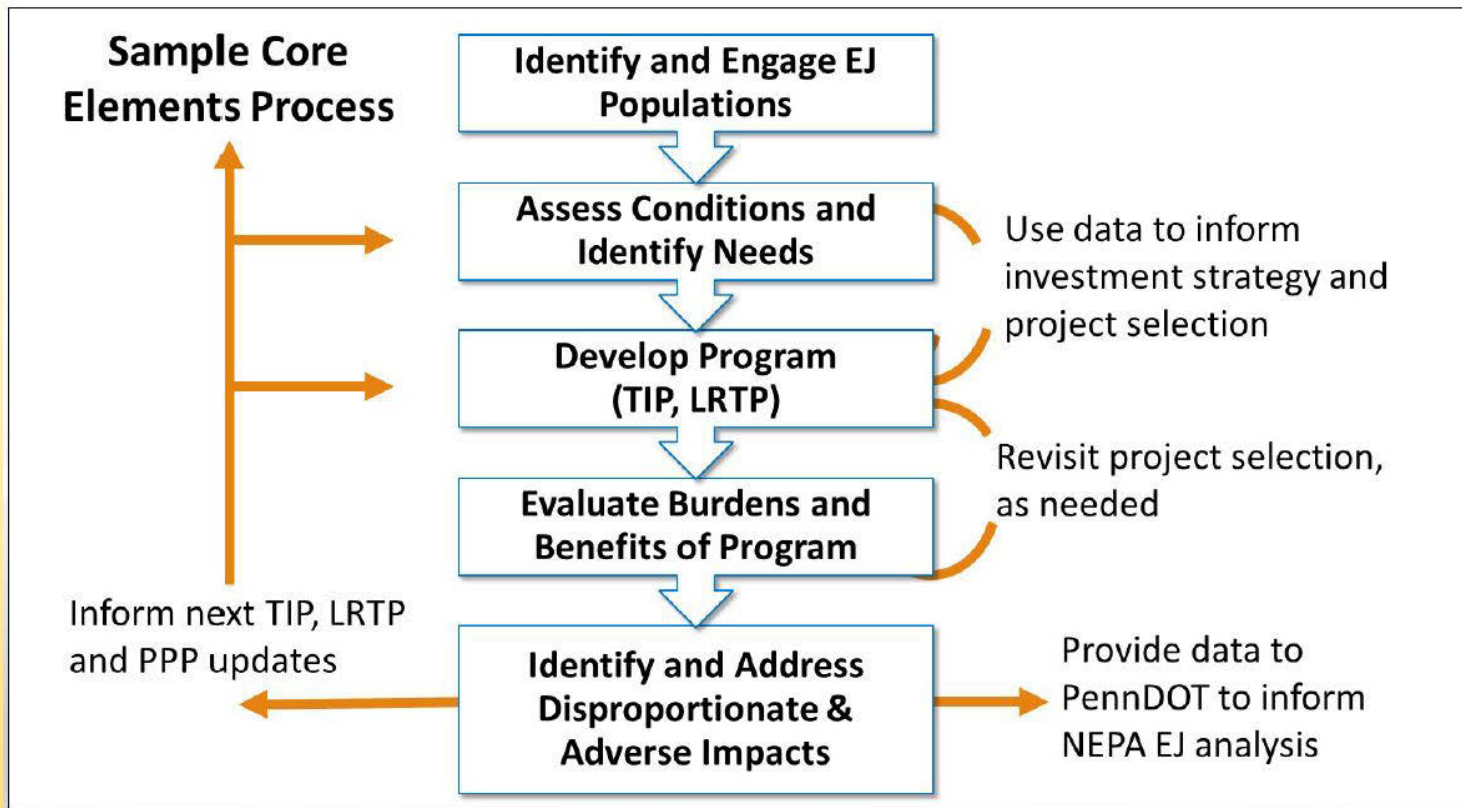 Sample Core
Elements Process
Identify and Engage EJ
Populations
Assess Conditions and
Identify Needs
Use data to inform
investment strategy and
project selection
Develop Program
(TIP, LRTP)
Revisit project selection,
as needed
Evaluate Burdens and
Benefits of Program
Inform next TIP, LRTP
and PPP updates
Identify and Address
Disproportionate &
Adverse Impacts
Provide data to
PennDOT to inform
NEPA EJ analysis